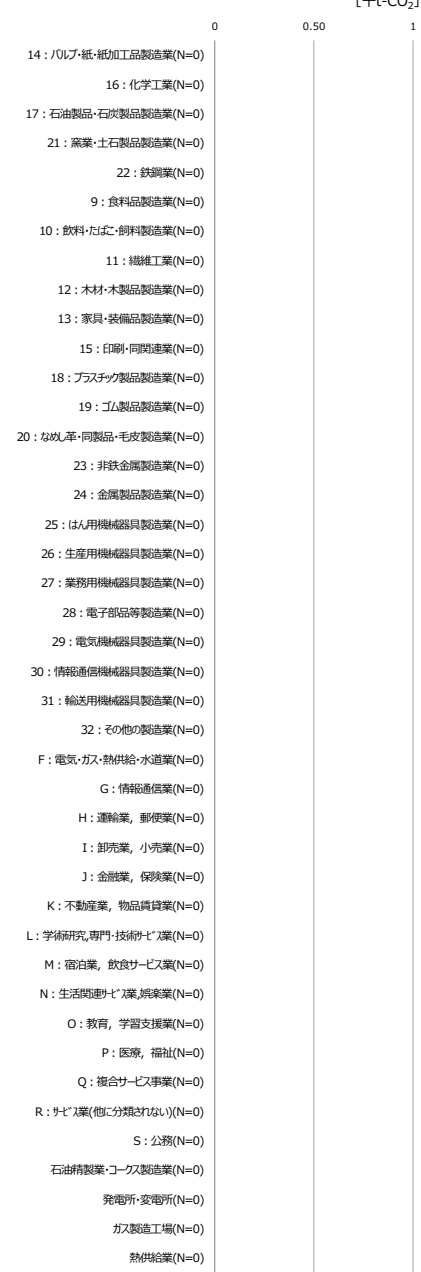 [千t-CO₂]
0 0.50 1
14：パルプ・紙・紙加工品製造業(N=0)
16：化学工業(N=0)
17：石油製品・石炭製品製造業(N=0)
21：窯業・土石製品製造業(N=0)
22：鉄鋼業(N=0)
9：食料品製造業(N=0)
10：飲料・たばこ・飼料製造業(N=0)
11：繊維工業(N=0)
12：木材・木製品製造業(N=0)
13：家具・装備品製造業(N=0)
15：印刷・同関連業(N=0)
18：プラスチック製品製造業(N=0)
19：ゴム製品製造業(N=0)
20：なめし革・同製品・毛皮製造業(N=0)
23：非鉄金属製造業(N=0)
24：金属製品製造業(N=0)
25：はん用機械器具製造業(N=0)
26：生産用機械器具製造業(N=0)
27：業務用機械器具製造業(N=0)
28：電子部品等製造業(N=0)
29：電気機械器具製造業(N=0)
30：情報通信機械器具製造業(N=0)
31：輸送用機械器具製造業(N=0)
32：その他の製造業(N=0)
F：電気・ガス・熱供給・水道業(N=0)
G：情報通信業(N=0)
H：運輸業，郵便業(N=0)
I：卸売業，小売業(N=0)
J：金融業，保険業(N=0)
K：不動産業，物品賃貸業(N=0)
L：学術研究,専門・技術ｻｰﾋﾞｽ業(N=0)
M：宿泊業，飲食サービス業(N=0)
N：生活関連ｻｰﾋﾞｽ業,娯楽業(N=0)
O：教育，学習支援業(N=0)
P：医療，福祉(N=0)
Q：複合サービス事業(N=0)
R：ｻｰﾋﾞｽ業(他に分類されない)(N=0)
S：公務(N=0)
石油精製業・コークス製造業(N=0)
発電所・変電所(N=0)
ガス製造工場(N=0)
熱供給業(N=0)